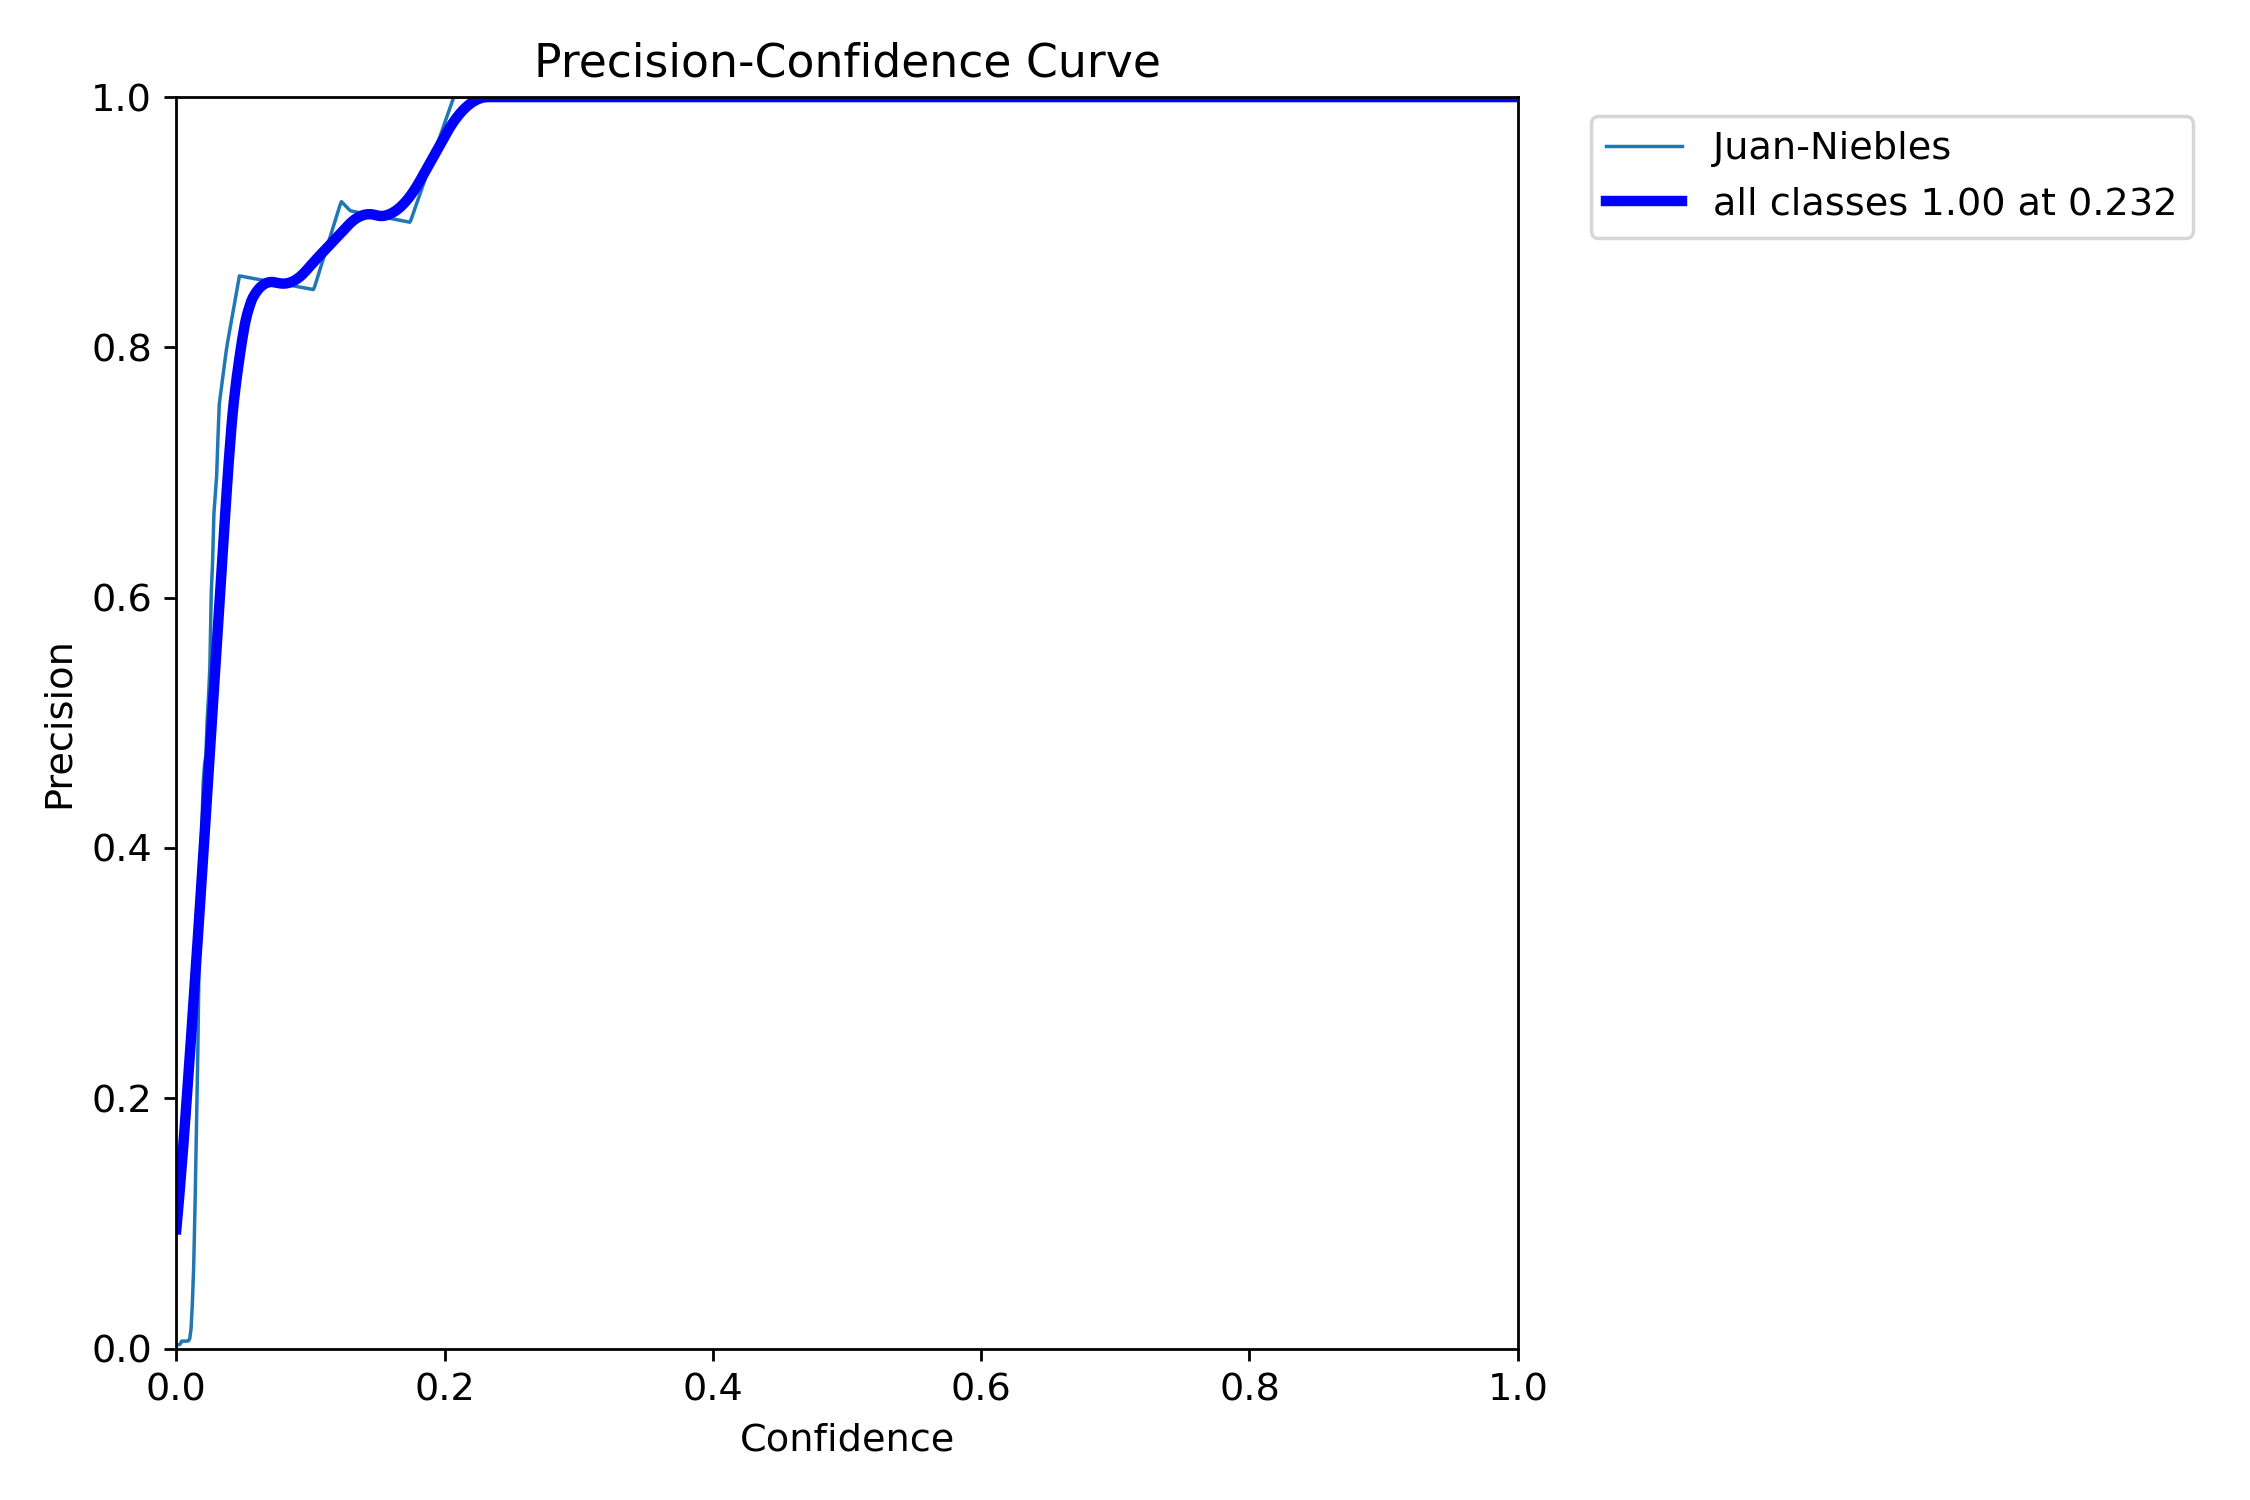 Precision-Confidence Curve
Juan-Niebles
all classes 1.00 at 0.232
Precision
1.0
0.8
0.6
0.4
0.2
0.0
0.0 0.2 0.4 0.6 0.8 1.0
Confidence